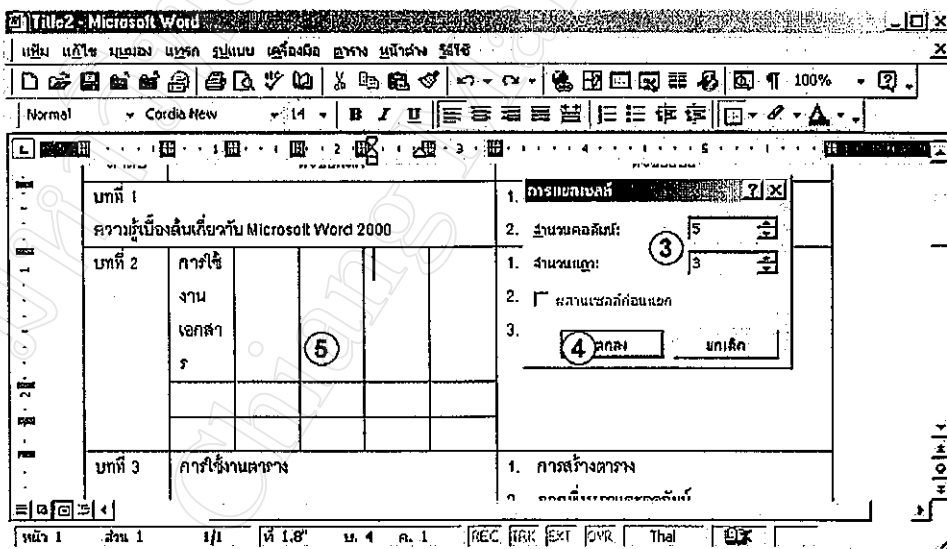 Title2 - Microsoft Word
แฟ้ม แก้ไข มุมมอง แทรก รูปแบบ เครื่องมือ ตาราง หน้าต่าง วิธีใช้
100%
Normal Cordia New 14 B I U
บทที่ 1
ความรู้เบื้องต้นเกี่ยวกับ Microsoft Word 2000
1.
2.
บทที่ 2
การใช้
งาน
เอกสา
ร
1.
2.
3.
การแยกเซลล์
จำนวนคอลัมน์: 5
จำนวนแถว: 3
3
ผสานเซลล์ก่อนแยก
4
ตกลง ยกเลิก
5
บทที่ 3 การใช้งานตาราง 1. การสร้างตาราง
หน้า 1 ส่วน 1 1/1 ที่ 1.8" บ. 4 ค. 1 REC TRK EXT OVR Thai